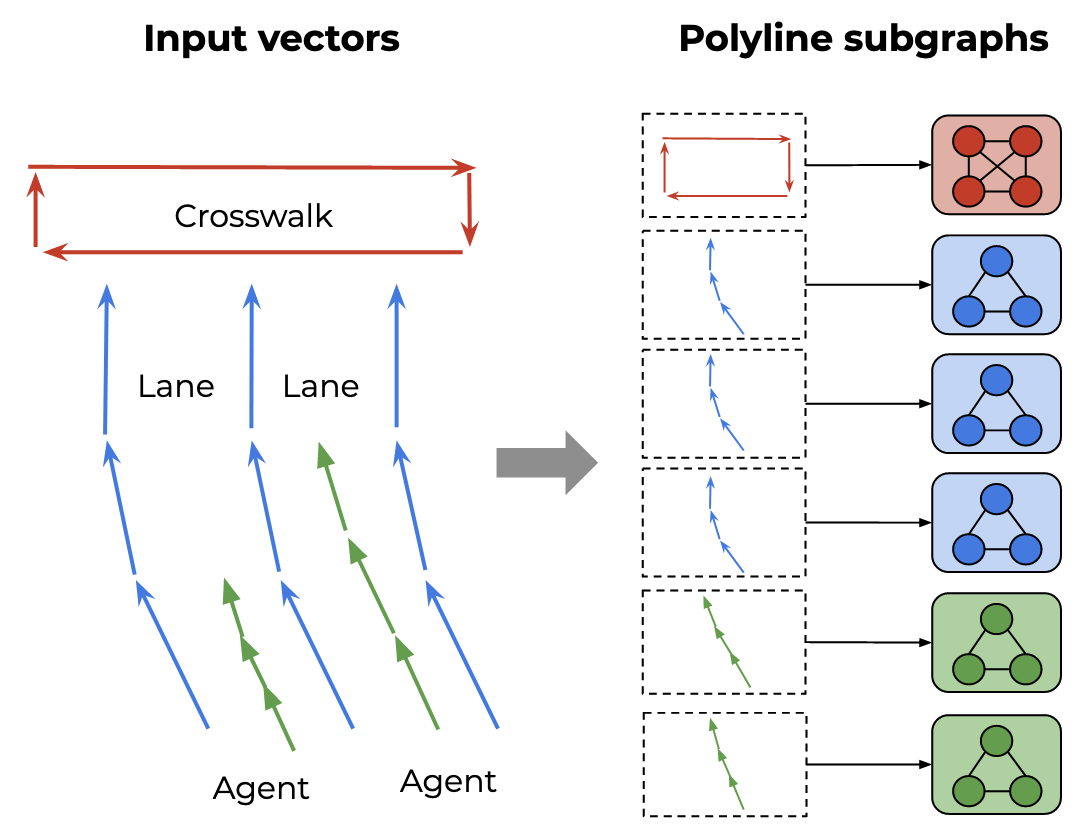 Input vectors
Polyline subgraphs
Crosswalk
Lane
Lane
Agent
Agent